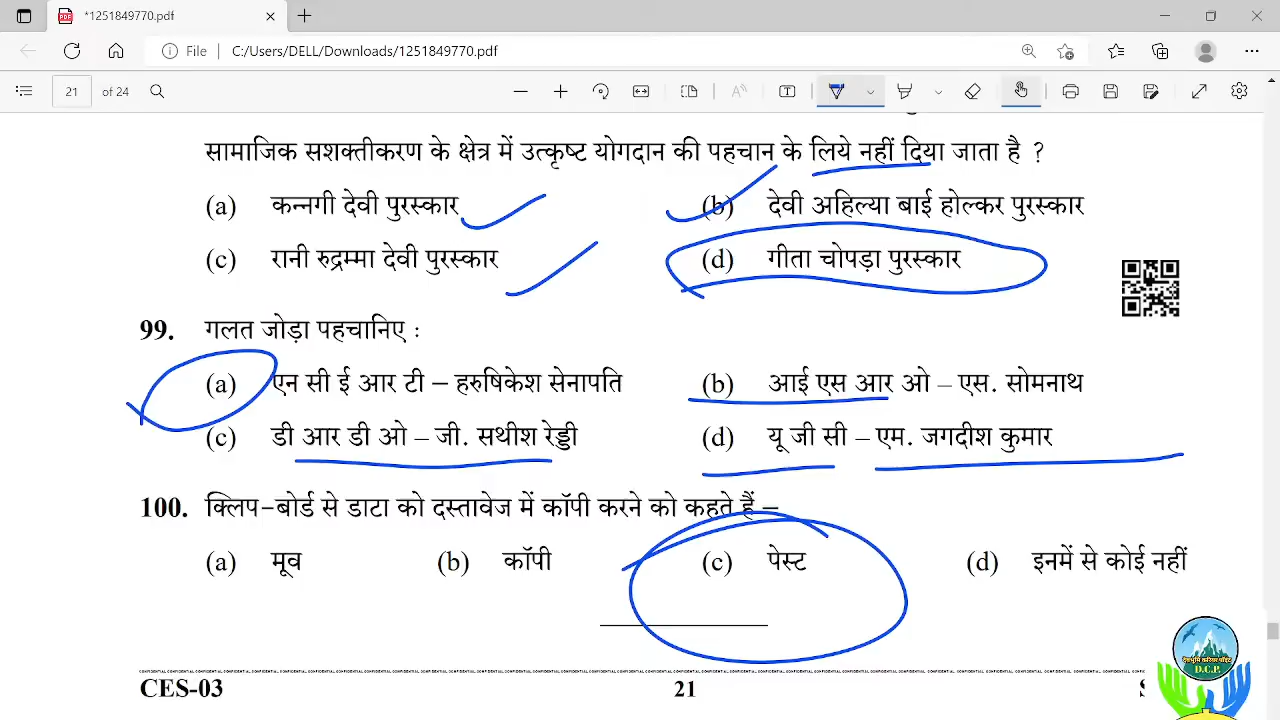 *1251849770.pdf
File C:/Users/DELL/Downloads/1251849770.pdf
21 of 24
सामाजिक सशक्तीकरण के क्षेत्र में उत्कृष्ट योगदान की पहचान के लिये नहीं दिया जाता है ?
(a) कन्नगी देवी पुरस्कार (b) देवी अहिल्या बाई होल्कर पुरस्कार
(c) रानी रुद्रम्मा देवी पुरस्कार (d) गीता चोपड़ा पुरस्कार
99. गलत जोड़ा पहचानिए :
(a) एन सी ई आर टी – हरुषिकेश सेनापति (b) आई एस आर ओ – एस. सोमनाथ
(c) डी आर डी ओ – जी. सथीश रेड्डी (d) यू जी सी – एम. जगदीश कुमार
100. क्लिप-बोर्ड से डाटा को दस्तावेज में कॉपी करने को कहते हैं –
(a) मूव (b) कॉपी (c) पेस्ट (d) इनमें से कोई नहीं
CES-03 21 S
D.C.P